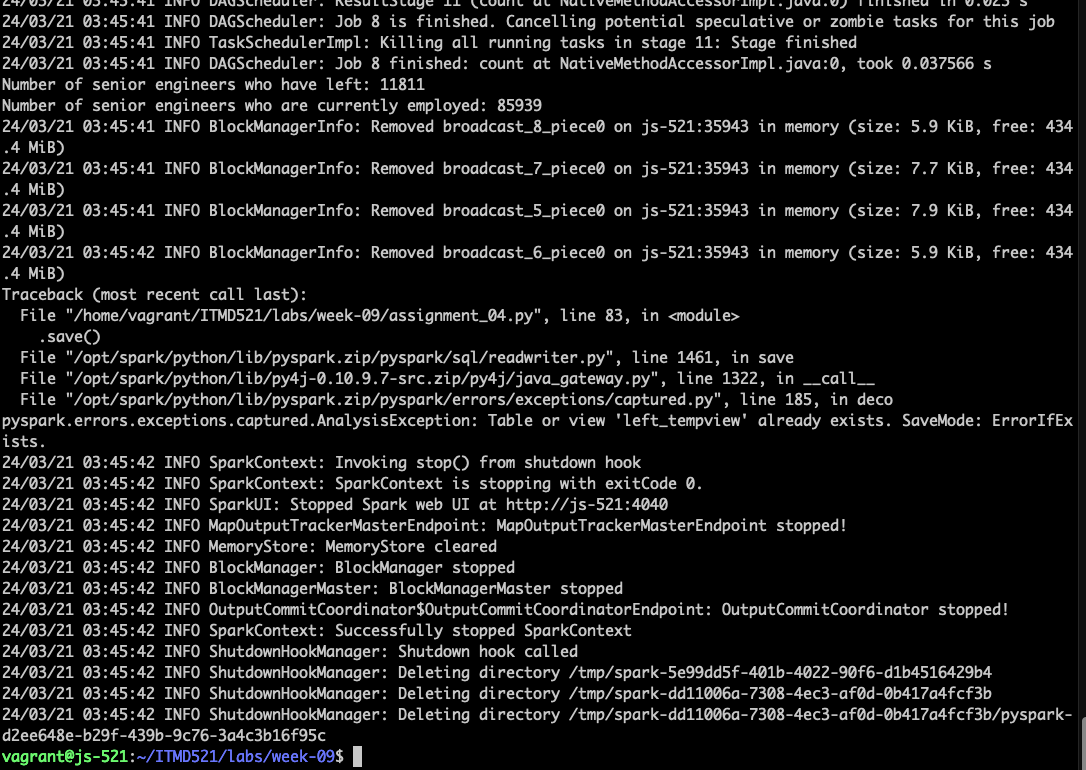 24/03/21 03:45:41 INFO DAGScheduler: ResultStage 11 (count at NativeMethodAccessorImpl.java:0) finished in 0.025 s
24/03/21 03:45:41 INFO DAGScheduler: Job 8 is finished. Cancelling potential speculative or zombie tasks for this job
24/03/21 03:45:41 INFO TaskSchedulerImpl: Killing all running tasks in stage 11: Stage finished
24/03/21 03:45:41 INFO DAGScheduler: Job 8 finished: count at NativeMethodAccessorImpl.java:0, took 0.037566 s
Number of senior engineers who have left: 11811
Number of senior engineers who are currently employed: 85939
24/03/21 03:45:41 INFO BlockManagerInfo: Removed broadcast_8_piece0 on js-521:35943 in memory (size: 5.9 KiB, free: 434
.4 MiB)
24/03/21 03:45:41 INFO BlockManagerInfo: Removed broadcast_7_piece0 on js-521:35943 in memory (size: 7.7 KiB, free: 434
.4 MiB)
24/03/21 03:45:41 INFO BlockManagerInfo: Removed broadcast_5_piece0 on js-521:35943 in memory (size: 7.9 KiB, free: 434
.4 MiB)
24/03/21 03:45:42 INFO BlockManagerInfo: Removed broadcast_6_piece0 on js-521:35943 in memory (size: 5.9 KiB, free: 434
.4 MiB)
Traceback (most recent call last):
  File "/home/vagrant/ITMD521/labs/week-09/assignment_04.py", line 83, in <module>
    .save()
  File "/opt/spark/python/lib/pyspark.zip/pyspark/sql/readwriter.py", line 1461, in save
  File "/opt/spark/python/lib/py4j-0.10.9.7-src.zip/py4j/java_gateway.py", line 1322, in __call__
  File "/opt/spark/python/lib/pyspark.zip/pyspark/errors/exceptions/captured.py", line 185, in deco
pyspark.errors.exceptions.captured.AnalysisException: Table or view 'left_tempview' already exists. SaveMode: ErrorIfEx
ists.
24/03/21 03:45:42 INFO SparkContext: Invoking stop() from shutdown hook
24/03/21 03:45:42 INFO SparkContext: SparkContext is stopping with exitCode 0.
24/03/21 03:45:42 INFO SparkUI: Stopped Spark web UI at http://js-521:4040
24/03/21 03:45:42 INFO MapOutputTrackerMasterEndpoint: MapOutputTrackerMasterEndpoint stopped!
24/03/21 03:45:42 INFO MemoryStore: MemoryStore cleared
24/03/21 03:45:42 INFO BlockManager: BlockManager stopped
24/03/21 03:45:42 INFO BlockManagerMaster: BlockManagerMaster stopped
24/03/21 03:45:42 INFO OutputCommitCoordinator$OutputCommitCoordinatorEndpoint: OutputCommitCoordinator stopped!
24/03/21 03:45:42 INFO SparkContext: Successfully stopped SparkContext
24/03/21 03:45:42 INFO ShutdownHookManager: Shutdown hook called
24/03/21 03:45:42 INFO ShutdownHookManager: Deleting directory /tmp/spark-5e99dd5f-401b-4022-90f6-d1b4516429b4
24/03/21 03:45:42 INFO ShutdownHookManager: Deleting directory /tmp/spark-dd11006a-7308-4ec3-af0d-0b417a4fcf3b
24/03/21 03:45:42 INFO ShutdownHookManager: Deleting directory /tmp/spark-dd11006a-7308-4ec3-af0d-0b417a4fcf3b/pyspark-
d2ee648e-b29f-439b-9c76-3a4c3b16f95c
vagrant@js-521:~/ITMD521/labs/week-09$